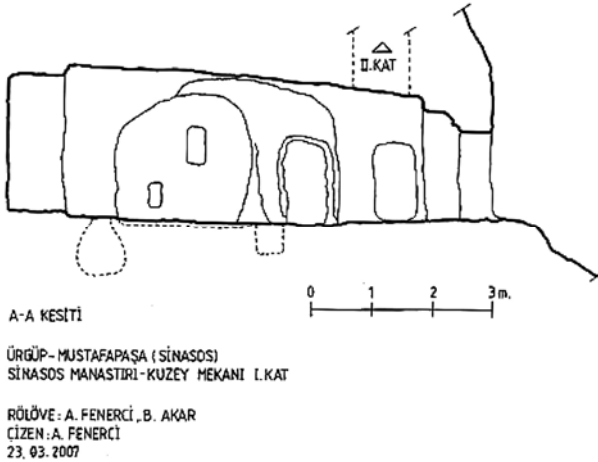 II.KAT
0 1 2 3 m.
A-A KESİTİ
ÜRGÜP-MUSTAFAPAŞA (SİNASOS)
SİNASOS MANASTIRI-KUZEY MEKANI I.KAT
RÖLÖVE: A. FENERCİ, B. AKAR
ÇİZEN: A. FENERCİ
23. 03. 2007